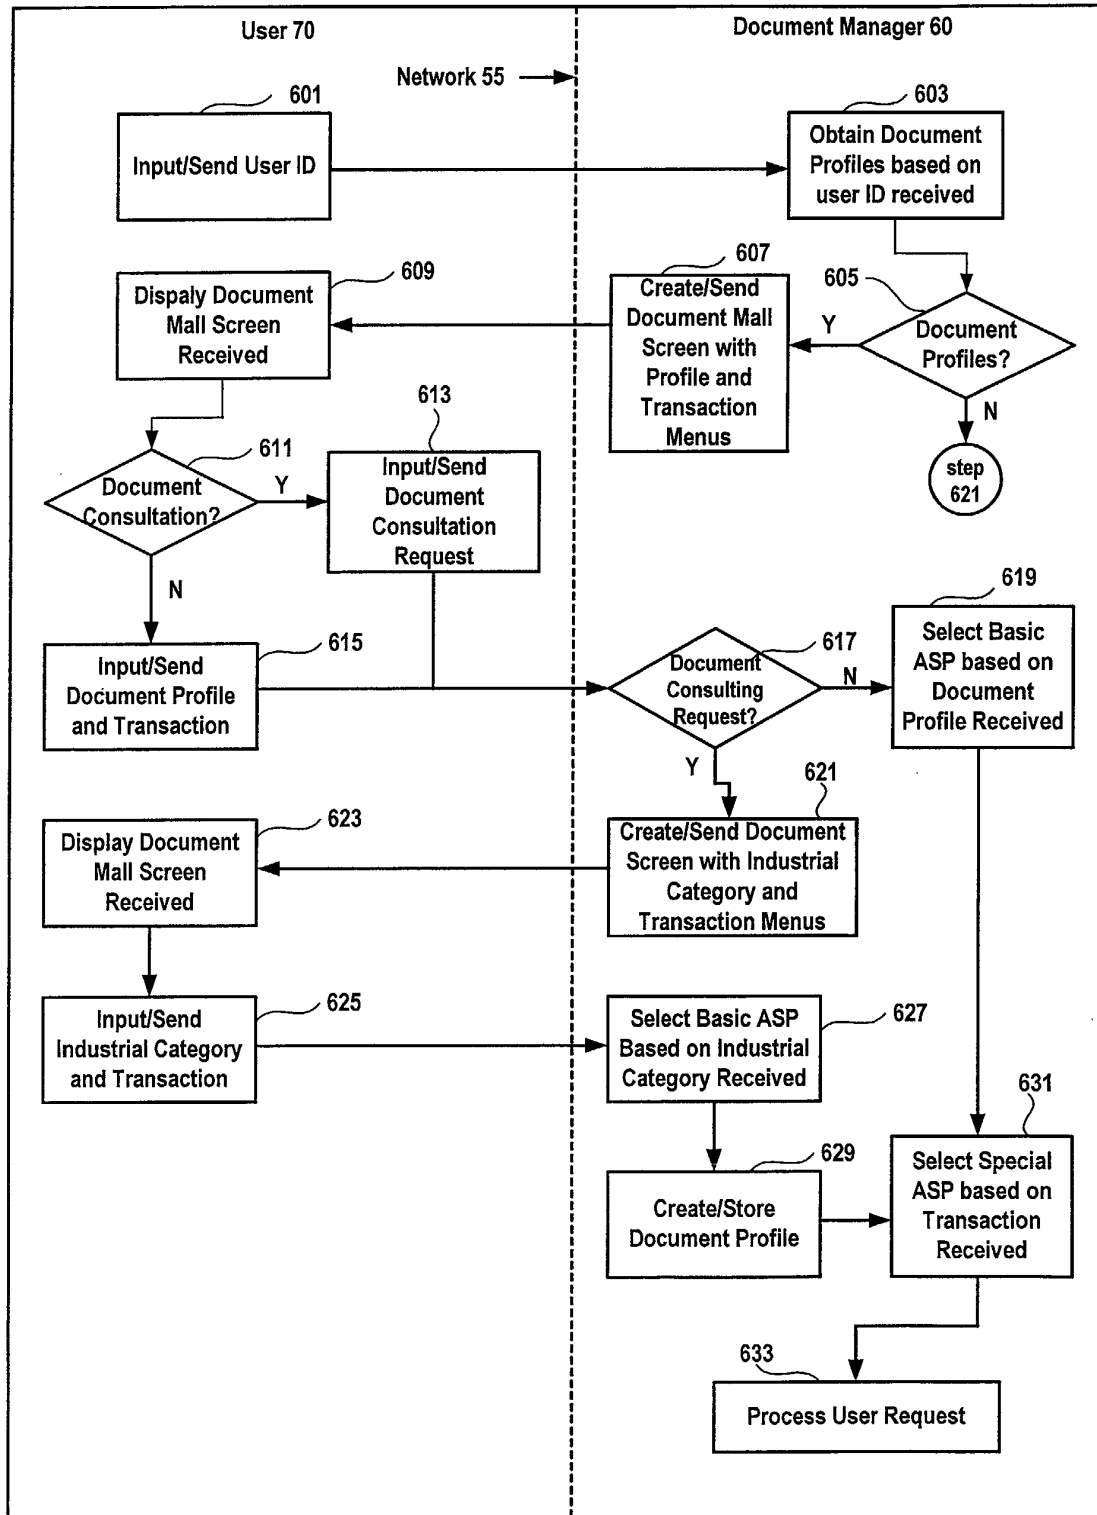 User 70
Document Manager 60
Network 55
601
Input/Send User ID
603
Obtain Document
Profiles based on
user ID received
605
Document
Profiles?
Y
N
step
621
607
Create/Send
Document Mall
Screen with
Profile and
Transaction
Menus
609
Dispaly Document
Mall Screen
Received
611
Document
Consultation?
Y
N
613
Input/Send
Document
Consultation
Request
615
Input/Send
Document Profile
and Transaction
617
Document
Consulting
Request?
N
Y
619
Select Basic
ASP based on
Document
Profile Received
621
Create/Send Document
Screen with Industrial
Category and
Transaction Menus
623
Display Document
Mall Screen
Received
625
Input/Send
Industrial Category
and Transaction
627
Select Basic ASP
Based on Industrial
Category Received
629
Create/Store
Document Profile
631
Select Special
ASP based on
Transaction
Received
633
Process User Request